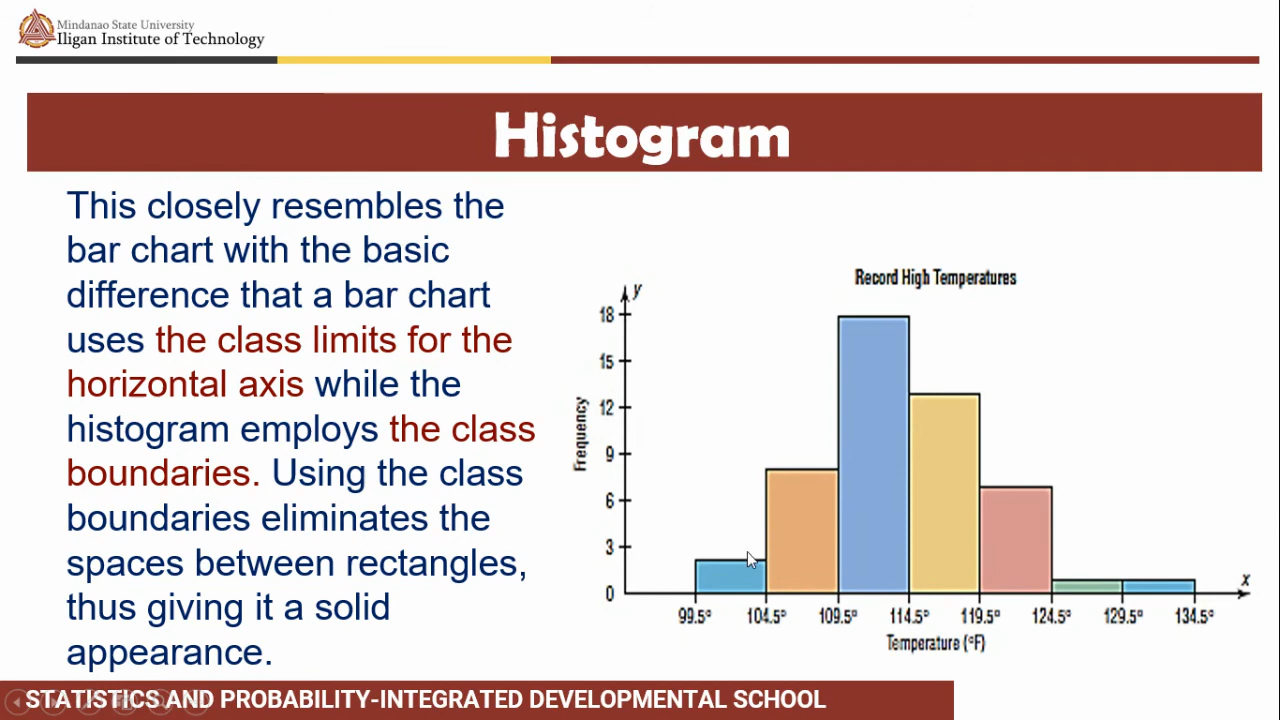 Mindanao State University
Iligan Institute of Technology
Histogram
This closely resembles the
bar chart with the basic
difference that a bar chart
uses the class limits for the
horizontal axis while the
histogram employs the class
boundaries. Using the class
boundaries eliminates the
spaces between rectangles,
thus giving it a solid
appearance.
Record High Temperatures
y
18
15
12
9
6
3
0
Frequency
x
99.5° 104.5° 109.5° 114.5° 119.5° 124.5° 129.5° 134.5°
Temperature (°F)
STATISTICS AND PROBABILITY-INTEGRATED DEVELOPMENTAL SCHOOL